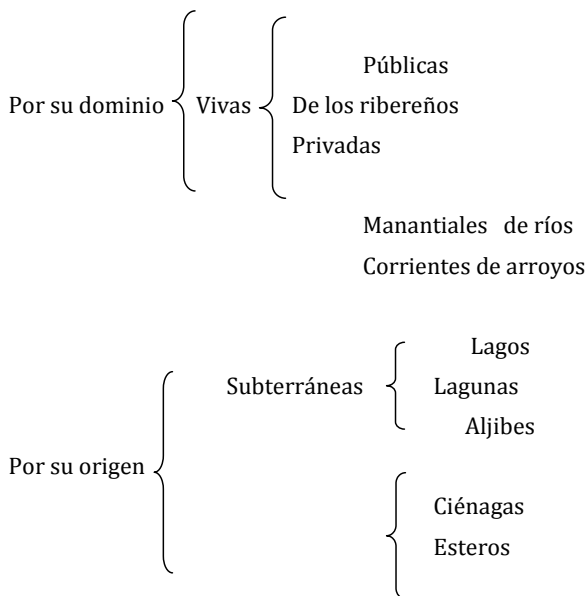 Públicas
Por su dominio Vivas De los ribereños
Privadas
Manantiales de ríos
Corrientes de arroyos
Lagos
Subterráneas Lagunas
Aljibes
Por su origen
Ciénagas
Esteros